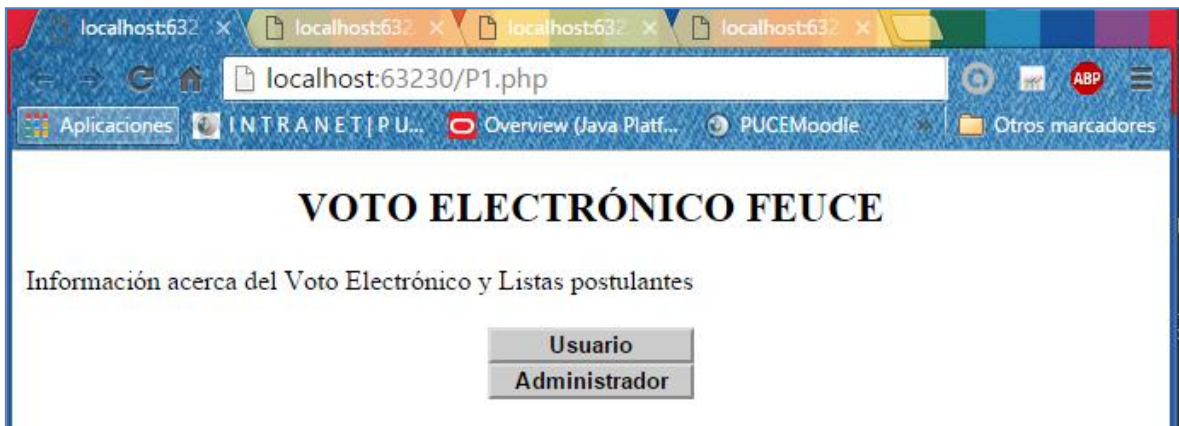 localhost:632 localhost:632 localhost:632 localhost:632
localhost:63230/P1.php
ABP
Aplicaciones INTRANET|PU... Overview (Java Platf... PUCEMoodle » Otros marcadores
VOTO ELECTRÓNICO FEUCE
Información acerca del Voto Electrónico y Listas postulantes
Usuario
Administrador